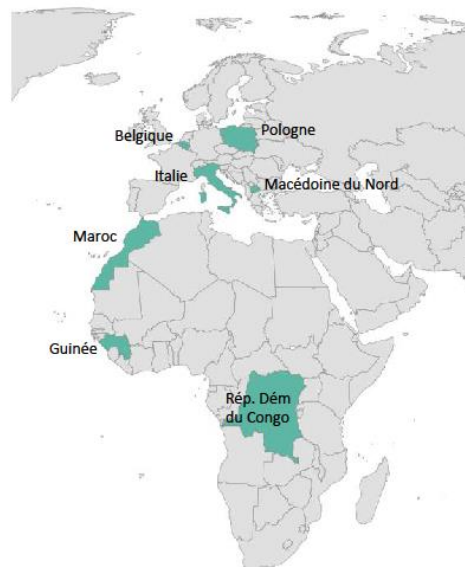 Belgique
Pologne
Italie
Macédoine du Nord
Maroc
Guinée
Rép. Dém
du Congo